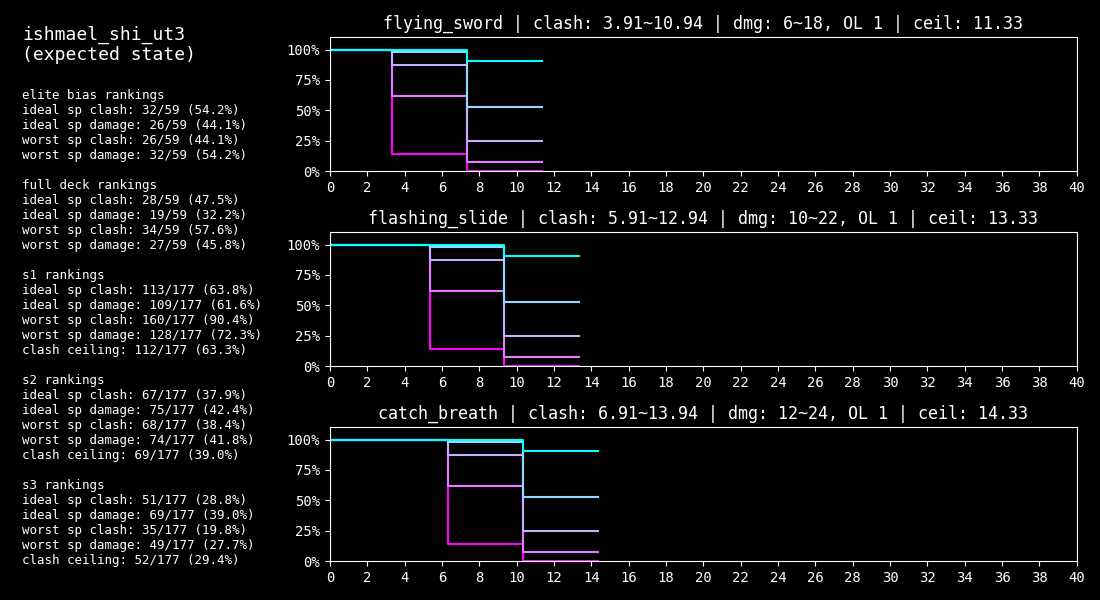 ishmael_shi_ut3
(expected state)
elite bias rankings
ideal sp clash: 32/59 (54.2%)
ideal sp damage: 26/59 (44.1%)
worst sp clash: 26/59 (44.1%)
worst sp damage: 32/59 (54.2%)
full deck rankings
ideal sp clash: 28/59 (47.5%)
ideal sp damage: 19/59 (32.2%)
worst sp clash: 34/59 (57.6%)
worst sp damage: 27/59 (45.8%)
s1 rankings
ideal sp clash: 113/177 (63.8%)
ideal sp damage: 109/177 (61.6%)
worst sp clash: 160/177 (90.4%)
worst sp damage: 128/177 (72.3%)
clash ceiling: 112/177 (63.3%)
s2 rankings
ideal sp clash: 67/177 (37.9%)
ideal sp damage: 75/177 (42.4%)
worst sp clash: 68/177 (38.4%)
worst sp damage: 74/177 (41.8%)
clash ceiling: 69/177 (39.0%)
s3 rankings
ideal sp clash: 51/177 (28.8%)
ideal sp damage: 69/177 (39.0%)
worst sp clash: 35/177 (19.8%)
worst sp damage: 49/177 (27.7%)
clash ceiling: 52/177 (29.4%)
flying_sword | clash: 3.91~10.94 | dmg: 6~18, OL 1 | ceil: 11.33
100%
75%
50%
25%
0%
0 2 4 6 8 10 12 14 16 18 20 22 24 26 28 30 32 34 36 38 40
flashing_slide | clash: 5.91~12.94 | dmg: 10~22, OL 1 | ceil: 13.33
100%
75%
50%
25%
0%
0 2 4 6 8 10 12 14 16 18 20 22 24 26 28 30 32 34 36 38 40
catch_breath | clash: 6.91~13.94 | dmg: 12~24, OL 1 | ceil: 14.33
100%
75%
50%
25%
0%
0 2 4 6 8 10 12 14 16 18 20 22 24 26 28 30 32 34 36 38 40